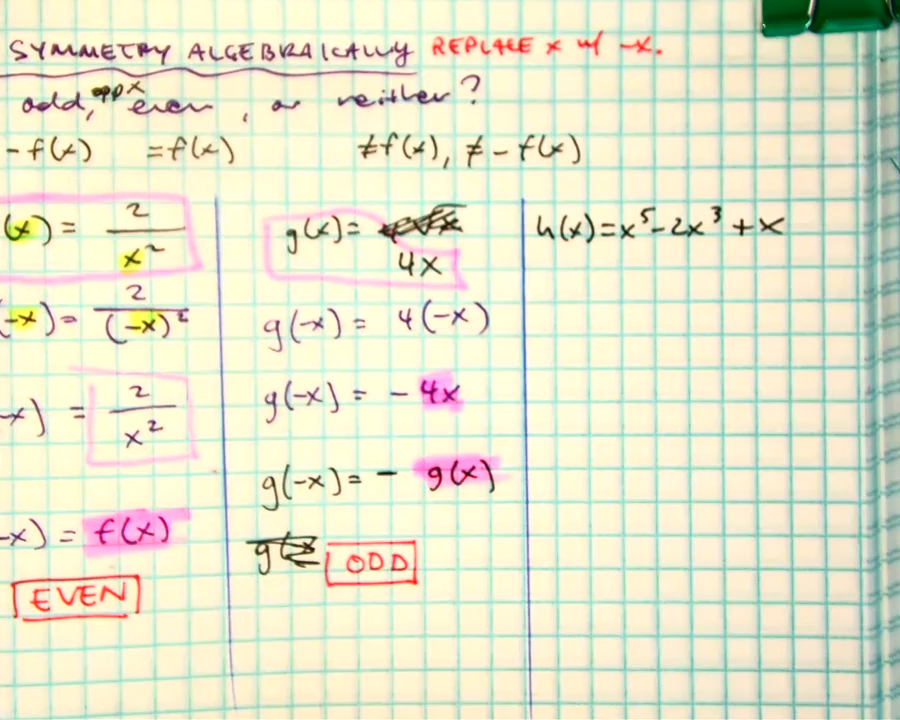 SYMMETRY ALGEBRAICALLY REPLACE x w/ -x.
odd, opp x even, or neither?
-f(x) =f(x) ≠f(x), ≠ -f(x)
(x) = 2/x²
(-x) = 2/(-x)²
-x) = 2/x²
-x) = f(x)
EVEN
g(x) = 4x
g(-x) = 4(-x)
g(-x) = -4x
g(-x) = - g(x)
ODD
h(x)=x⁵-2x³+x